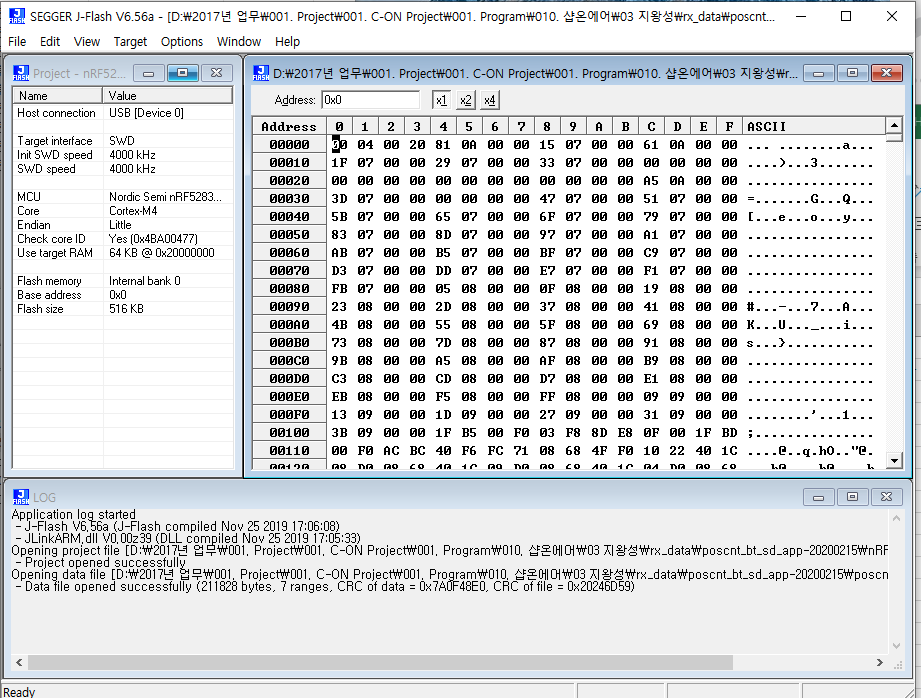 SEGGER J-Flash V6.56a - [D:₩2017년 업무₩001. Project₩001. C-ON Project₩001. Program₩010. 샵온에어₩03 지왕성₩rx_data₩poscnt...
File Edit View Target Options Window Help
Project - nRF52...
Name Value
Host connection USB [Device 0]
Target interface SWD
Init SWD speed 4000 kHz
SWD speed 4000 kHz
MCU Nordic Semi nRF5283...
Core Cortex-M4
Endian Little
Check core ID Yes (0x4BA00477)
Use target RAM 64 KB @ 0x20000000
Flash memory Internal bank 0
Base address 0x0
Flash size 516 KB
D:₩2017년 업무₩001. Project₩001. C-ON Project₩001. Program₩010. 샵온에어₩03 지왕성₩r...
Address: 0x0 x1 x2 x4
Address 0 1 2 3 4 5 6 7 8 9 A B C D E F ASCII
00000 00 04 00 20 81 0A 00 00 15 07 00 00 61 0A 00 00 ... ........a...
00010 1F 07 00 00 29 07 00 00 33 07 00 00 00 00 00 00 ....)...3.......
00020 00 00 00 00 00 00 00 00 00 00 00 00 A5 0A 00 00 ................
00030 3D 07 00 00 00 00 00 00 47 07 00 00 51 07 00 00 =.......G...Q...
00040 5B 07 00 00 65 07 00 00 6F 07 00 00 79 07 00 00 [...e...o...y...
00050 83 07 00 00 8D 07 00 00 97 07 00 00 A1 07 00 00 ................
00060 AB 07 00 00 B5 07 00 00 BF 07 00 00 C9 07 00 00 ................
00070 D3 07 00 00 DD 07 00 00 E7 07 00 00 F1 07 00 00 ................
00080 FB 07 00 00 05 08 00 00 0F 08 00 00 19 08 00 00 ................
00090 23 08 00 00 2D 08 00 00 37 08 00 00 41 08 00 00 #...-...7...A...
000A0 4B 08 00 00 55 08 00 00 5F 08 00 00 69 08 00 00 K...U..._...i...
000B0 73 08 00 00 7D 08 00 00 87 08 00 00 91 08 00 00 s...}...........
000C0 9B 08 00 00 A5 08 00 00 AF 08 00 00 B9 08 00 00 ................
000D0 C3 08 00 00 CD 08 00 00 D7 08 00 00 E1 08 00 00 ................
000E0 EB 08 00 00 F5 08 00 00 FF 08 00 00 09 09 00 00 ................
000F0 13 09 00 00 1D 09 00 00 27 09 00 00 31 09 00 00 ........'...1...
00100 3B 09 00 00 1F B5 00 F0 03 F8 8D E8 0F 00 1F BD ;...............
00110 00 F0 AC BC 40 F6 FC 71 08 68 4F F0 10 22 40 1C ....@..q.hO.."@.
LOG
Application log started
- J-Flash V6.56a (J-Flash compiled Nov 25 2019 17:06:08)
- JLinkARM.dll V0.00z39 (DLL compiled Nov 25 2019 17:05:33)
Opening project file [D:₩2017년 업무₩001. Project₩001. C-ON Project₩001. Program₩010. 샵온에어₩03 지왕성₩rx_data₩poscnt_bt_sd_app-20200215₩nRF
- Project opened successfully
Opening data file [D:₩2017년 업무₩001. Project₩001. C-ON Project₩001. Program₩010. 샵온에어₩03 지왕성₩rx_data₩poscnt_bt_sd_app-20200215₩poscn
- Data file opened successfully (211828 bytes, 7 ranges, CRC of data = 0x7A0F48E0, CRC of file = 0x20246D59)
Ready